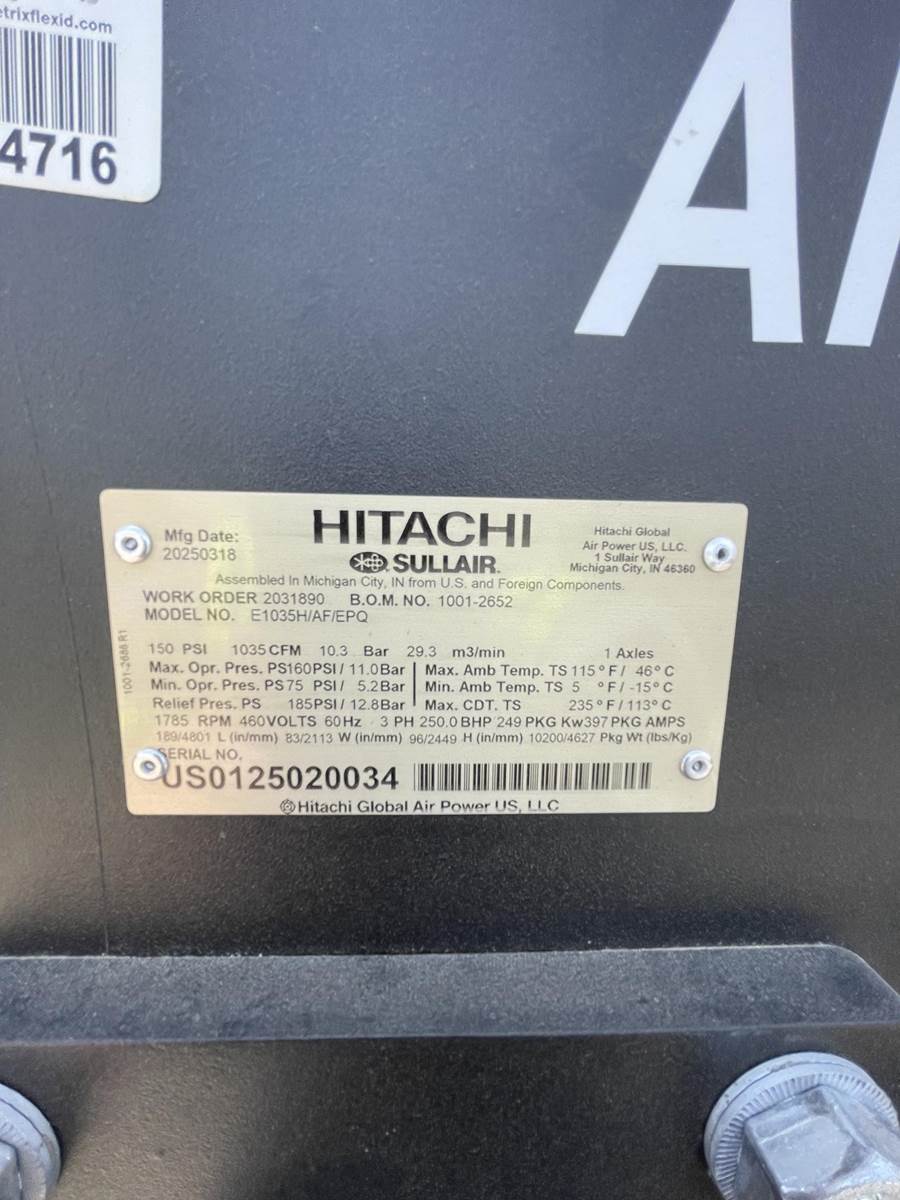 etrixflexid.com
4716
A
Mfg Date:
20250318
HITACHI
SULLAIR.
Hitachi Global
Air Power US, LLC.
1 Sullair Way
Michigan City, IN 46360
Assembled In Michigan City, IN from U.S. and Foreign Components.
WORK ORDER 2031890 B.O.M. NO. 1001-2652
MODEL NO. E1035H/AF/EPQ
1001-2688 R1
150 PSI 1035 CFM 10.3 Bar 29.3 m3/min 1 Axles
Max. Opr. Pres. PS 160 PSI / 11.0 Bar Max. Amb Temp. TS 115 ° F / 46° C
Min. Opr. Pres. PS 75 PSI / 5.2 Bar Min. Amb Temp. TS 5 ° F / -15° C
Relief Pres. PS 185 PSI / 12.8 Bar Max. CDT. TS 235 ° F / 113° C
1785 RPM 460 VOLTS 60 Hz 3 PH 250.0 BHP 249 PKG Kw 397 PKG AMPS
189/4801 L (in/mm) 83/2113 W (in/mm) 96/2449 H (in/mm) 10200/4627 Pkg Wt (lbs/Kg)
SERIAL NO.
US0125020034
Hitachi Global Air Power US, LLC